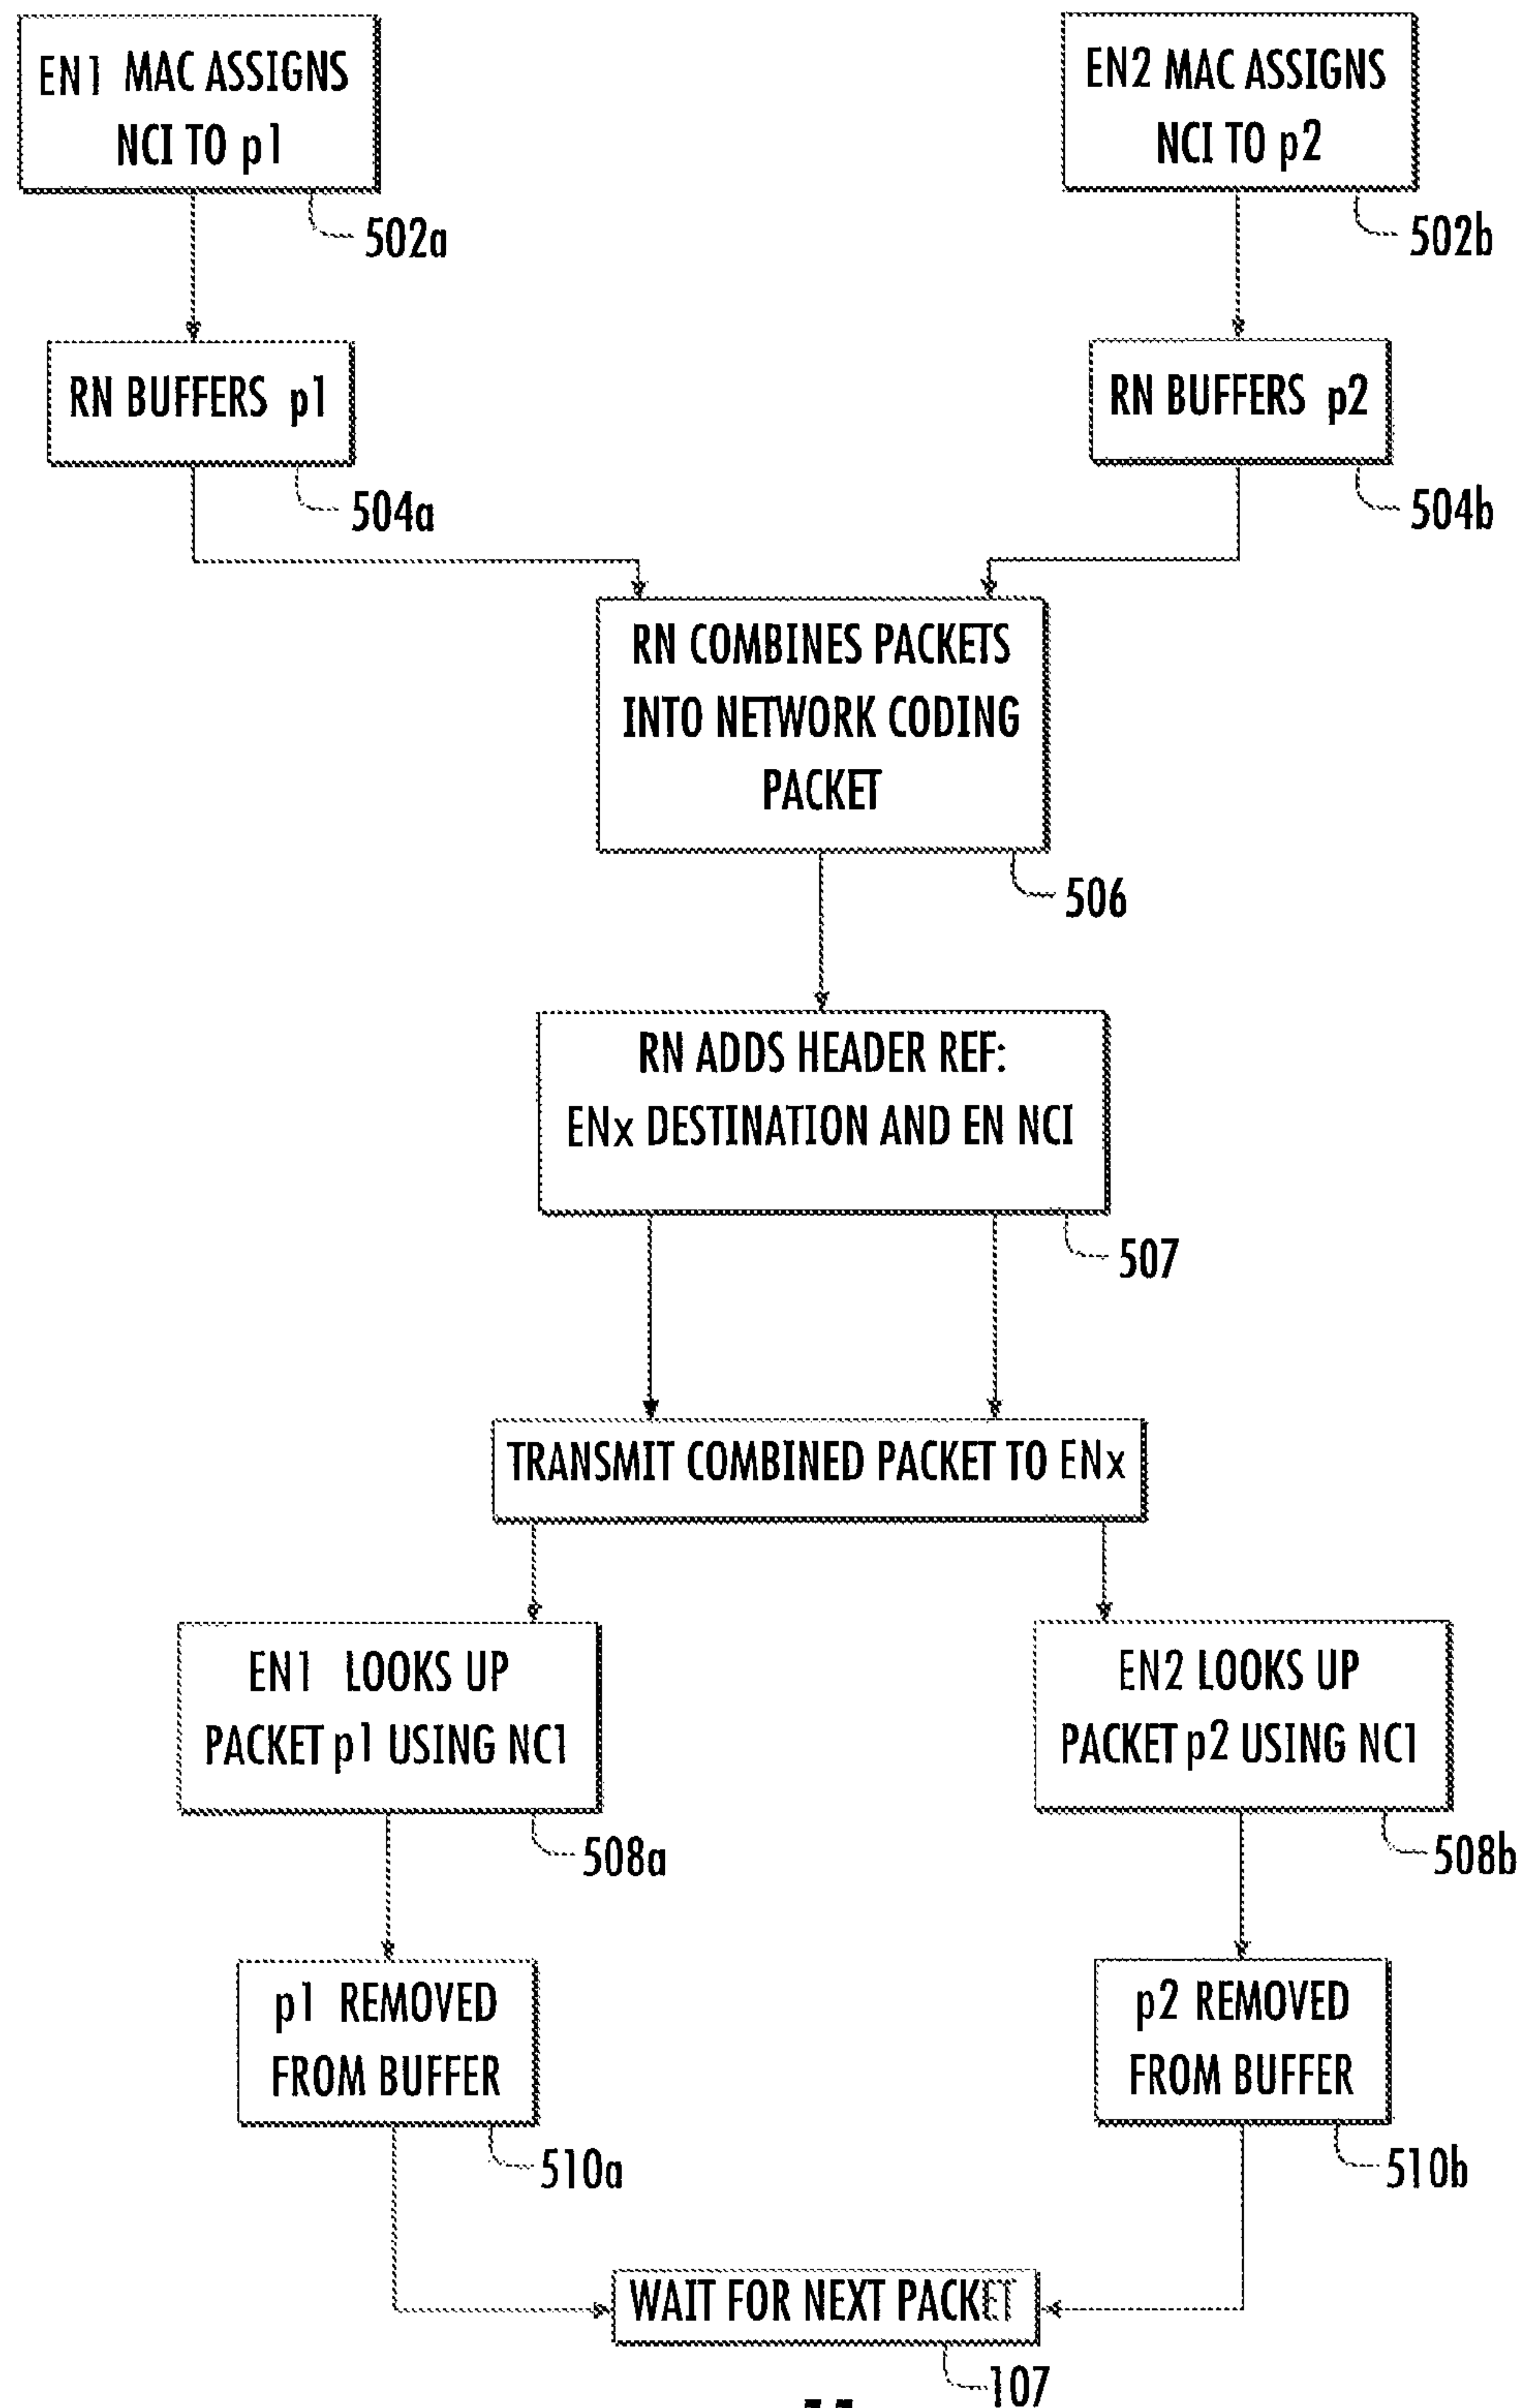 EN1 MAC ASSIGNS
NCI TO p1
502a
EN2 MAC ASSIGNS
NCI TO p2
502b
RN BUFFERS p1
504a
RN BUFFERS p2
504b
RN COMBINES PACKETS
INTO NETWORK CODING
PACKET
506
RN ADDS HEADER REF:
ENx DESTINATION AND EN NCI
507
TRANSMIT COMBINED PACKET TO ENx
EN1 LOOKS UP
PACKET p1 USING NC1
508a
EN2 LOOKS UP
PACKET p2 USING NC1
508b
p1 REMOVED
FROM BUFFER
510a
p2 REMOVED
FROM BUFFER
510b
WAIT FOR NEXT PACKET
107